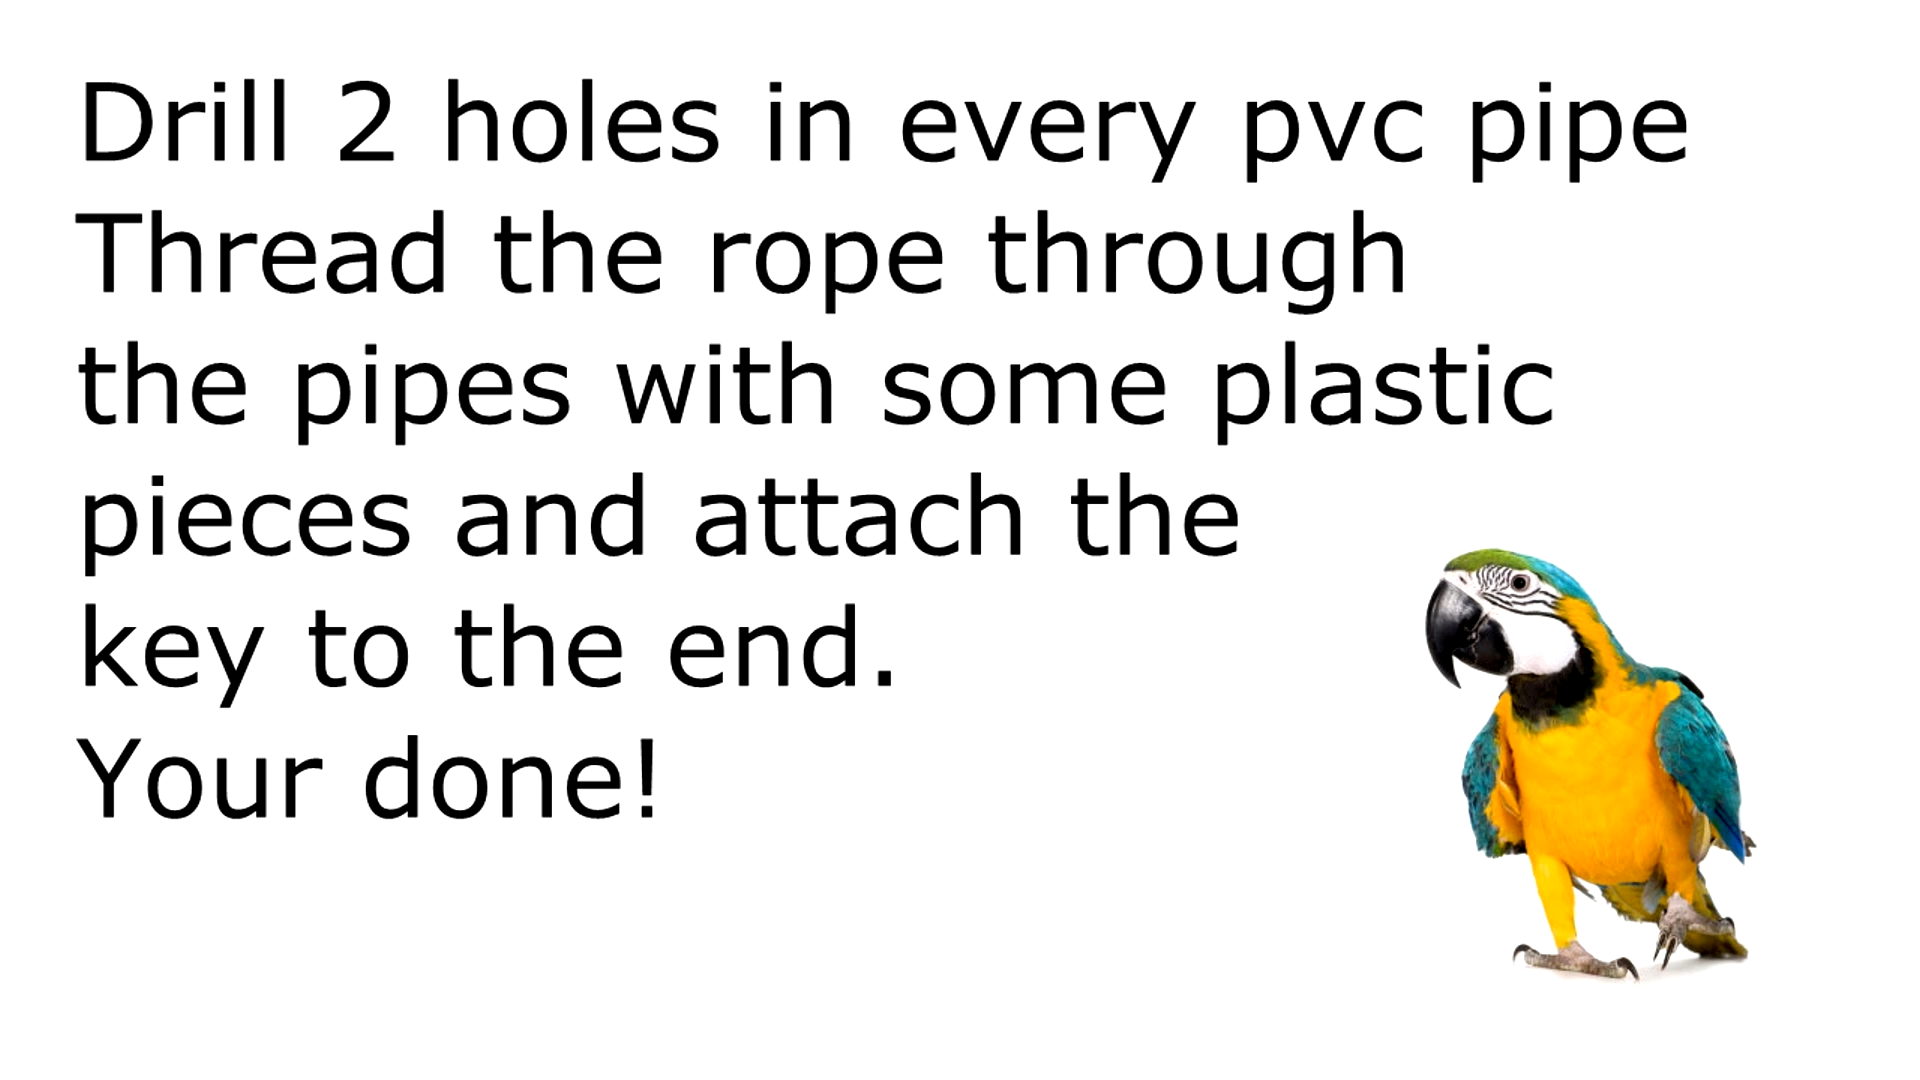 Drill 2 holes in every pvc pipe
Thread the rope through
the pipes with some plastic
pieces and attach the
key to the end.
Your done!